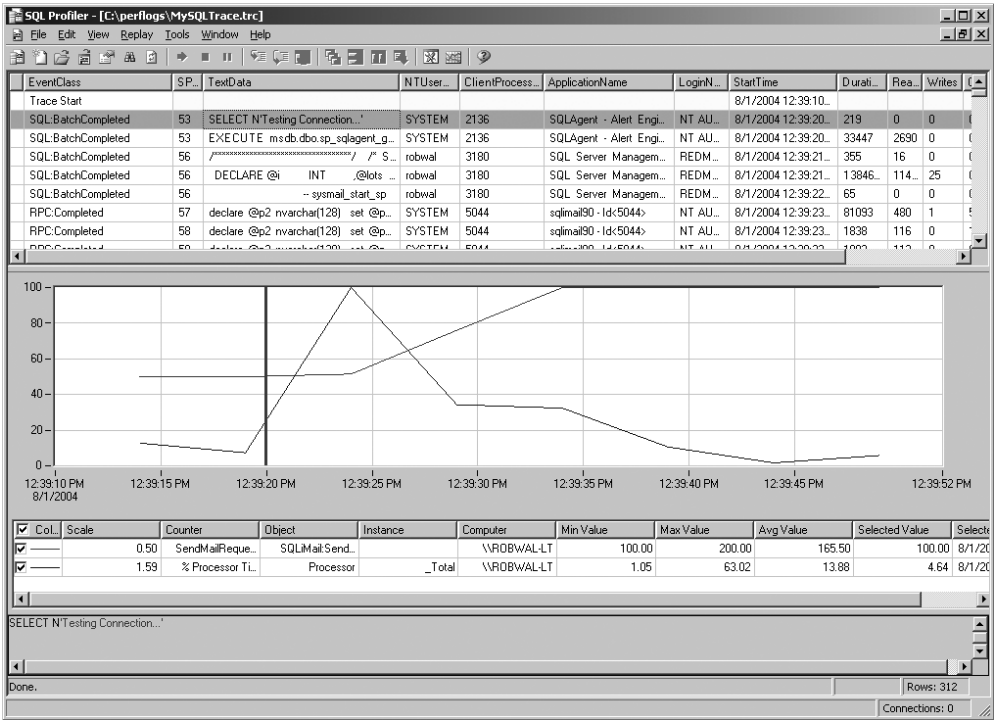 SQL Profiler - [C:\perflogs\MySQLTrace.trc]
File Edit View Replay Tools Window Help
EventClass SP... TextData NTUser... ClientProcess... ApplicationName LoginN... StartTime Durati... Rea... Writes
Trace Start 8/1/2004 12:39:10...
SQL:BatchCompleted 53 SELECT N'Testing Connection...' SYSTEM 2136 SQLAgent - Alert Engi... NT AU... 8/1/2004 12:39:20... 219 0 0
SQL:BatchCompleted 53 EXECUTE msdb.dbo.sp_sqlagent_g... SYSTEM 2136 SQLAgent - Alert Engi... NT AU... 8/1/2004 12:39:20... 33447 2690 0
SQL:BatchCompleted 56 /* S... robwal 3180 SQL Server Managem... REDM... 8/1/2004 12:39:21... 355 16 0
SQL:BatchCompleted 56 DECLARE @i INT ,@lots ... robwal 3180 SQL Server Managem... REDM... 8/1/2004 12:39:21... 13846... 114... 25
SQL:BatchCompleted 56 -- sysmail_start_sp robwal 3180 SQL Server Managem... REDM... 8/1/2004 12:39:22... 65 0 0
RPC:Completed 57 declare @p2 nvarchar(128) set @p... SYSTEM 5044 sqlimail90 - Id<5044> NT AU... 8/1/2004 12:39:23... 81093 480 1
RPC:Completed 58 declare @p2 nvarchar(128) set @p... SYSTEM 5044 sqlimail90 - Id<5044> NT AU... 8/1/2004 12:39:23... 1838 116 0
100
80
60
40
20
0
12:39:10 PM 12:39:15 PM 12:39:20 PM 12:39:25 PM 12:39:30 PM 12:39:35 PM 12:39:40 PM 12:39:45 PM 12:39:52 PM
8/1/2004
Col... Scale Counter Object Instance Computer Min Value Max Value Avg Value Selected Value Selecte
0.50 SendMailReque... SQLiMail:Send... \\ROBWAL-LT 100.00 200.00 165.50 100.00 8/1/20
1.59 % Processor Ti... Processor _Total \\ROBWAL-LT 1.05 63.02 13.88 4.64 8/1/20
SELECT N'Testing Connection...'
Done. Rows: 312
Connections: 0